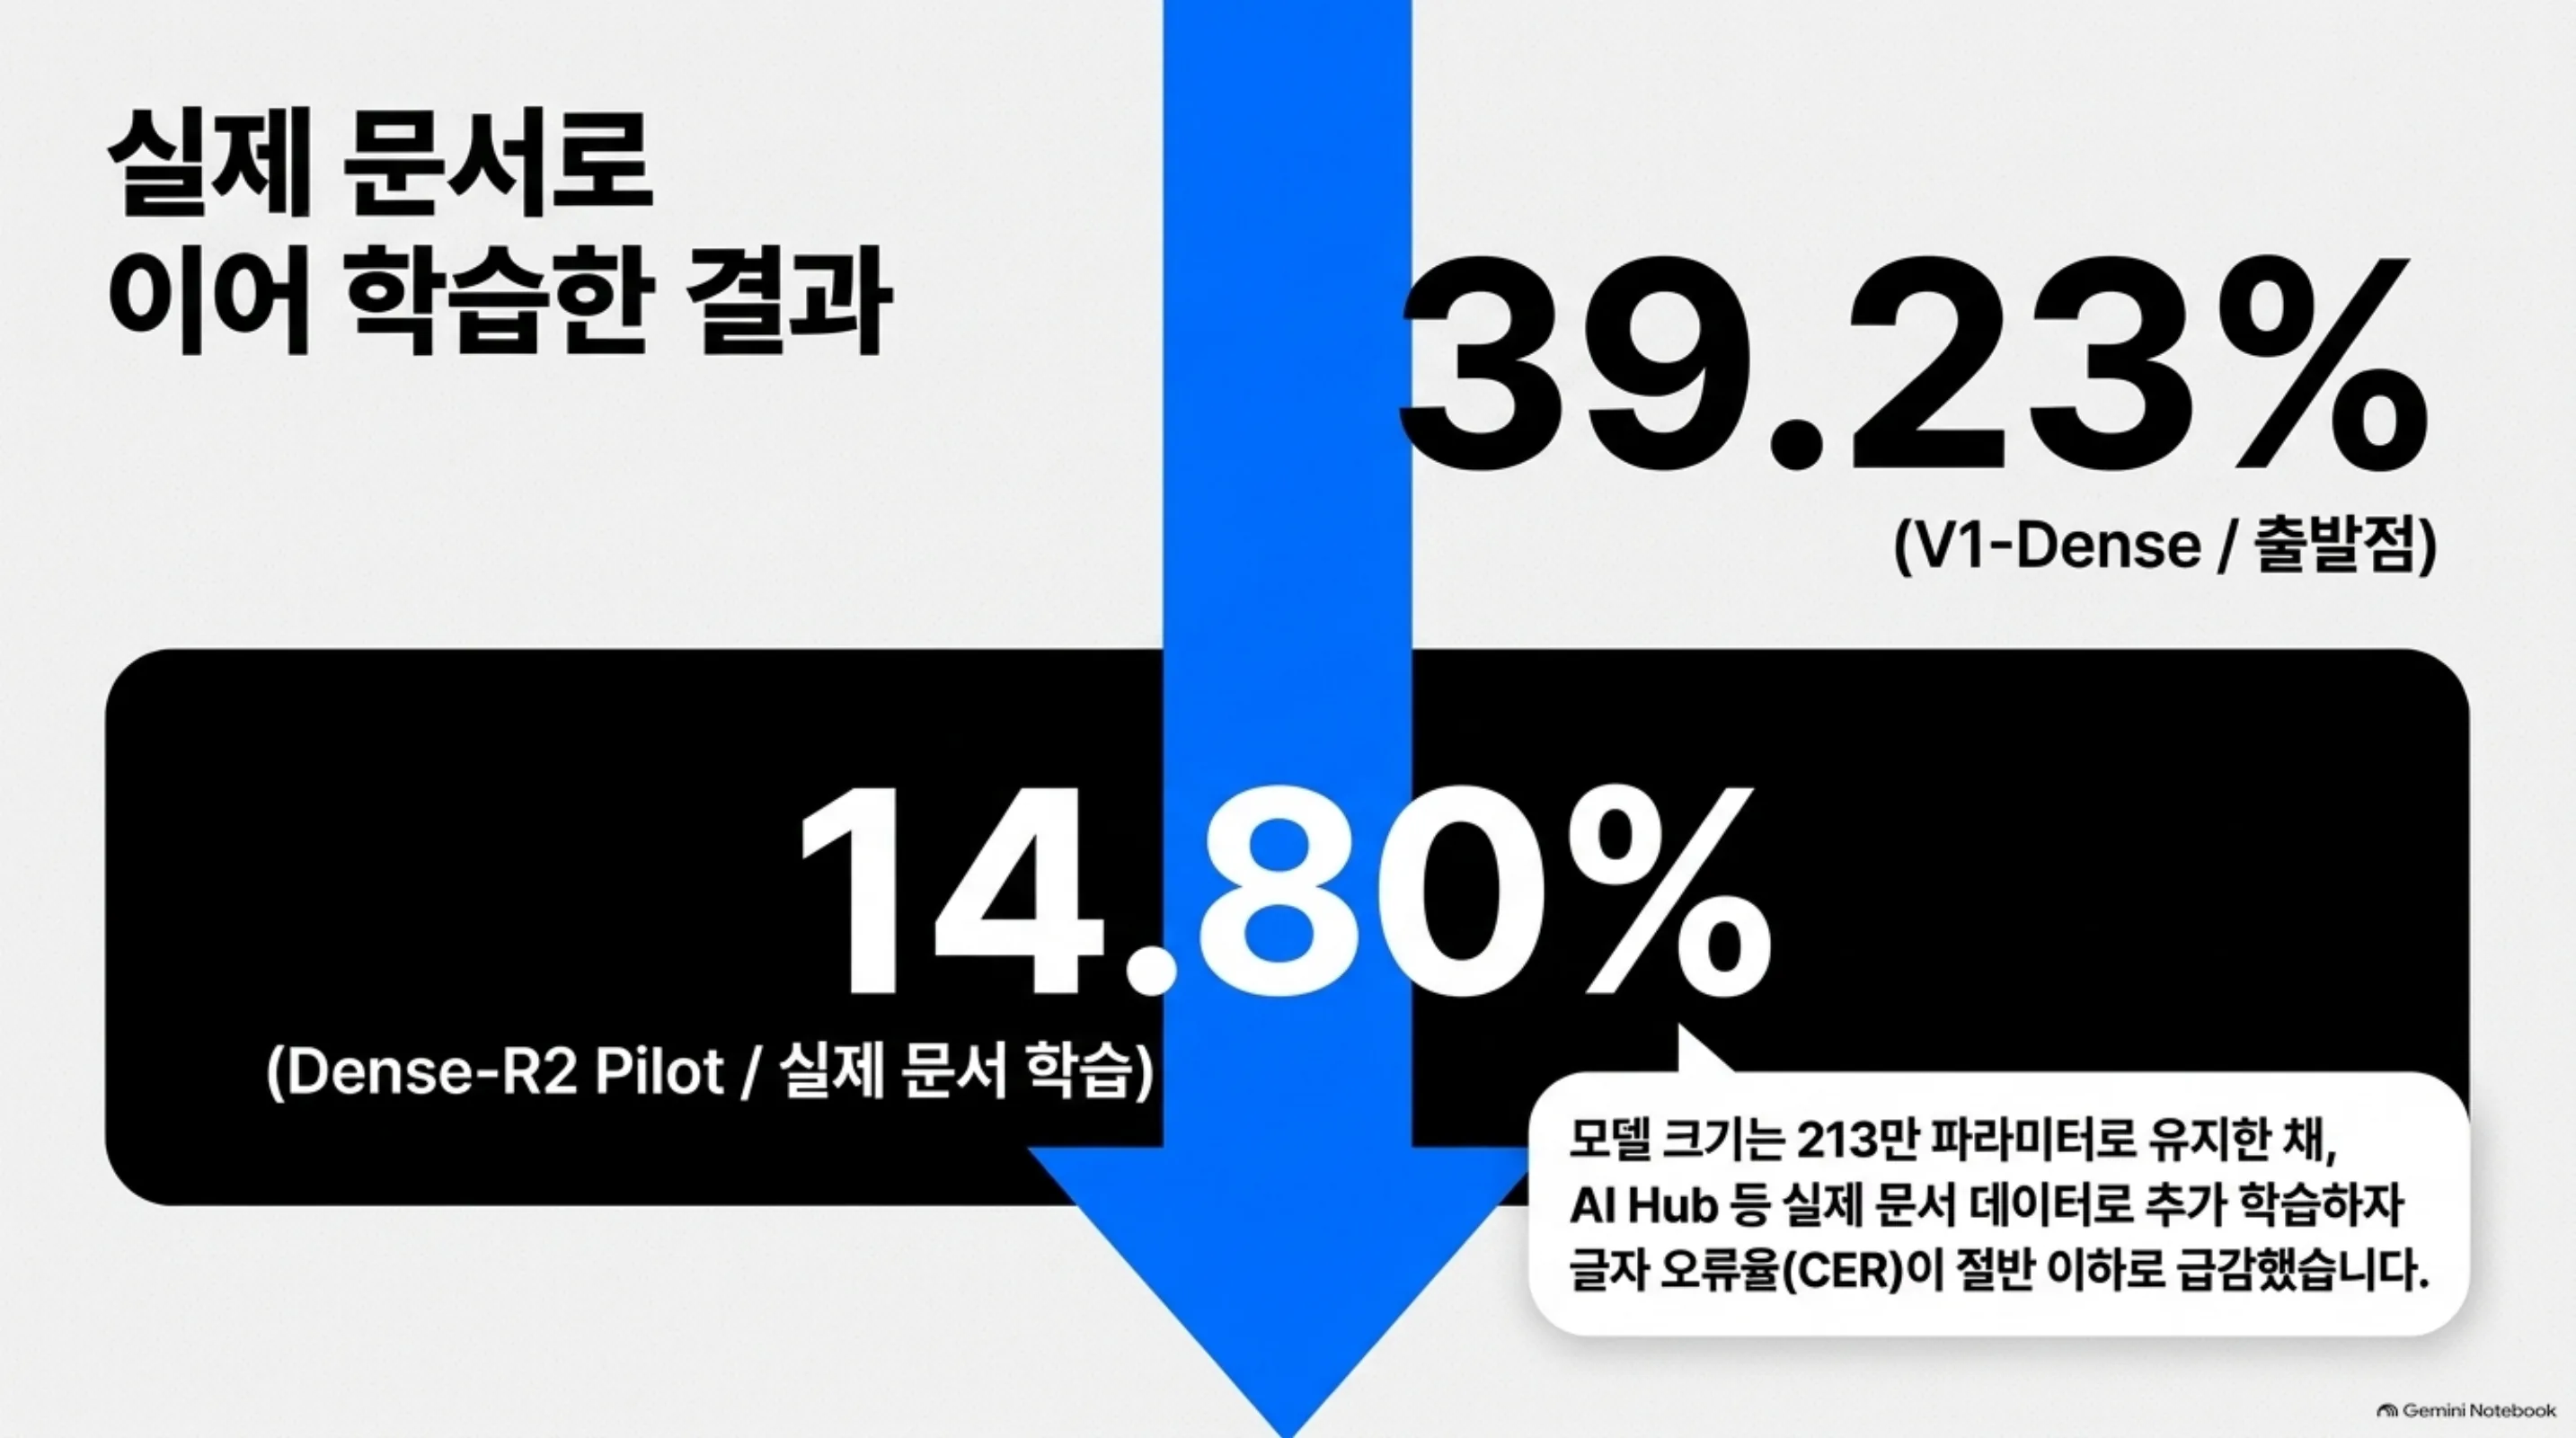 실제 문서로
이어 학습한 결과
39.23%
(V1-Dense / 출발점)
14.80%
(Dense-R2 Pilot / 실제 문서 학습)
모델 크기는 213만 파라미터로 유지한 채,
AI Hub 등 실제 문서 데이터로 추가 학습하자
글자 오류율(CER)이 절반 이하로 급감했습니다.
Gemini Notebook